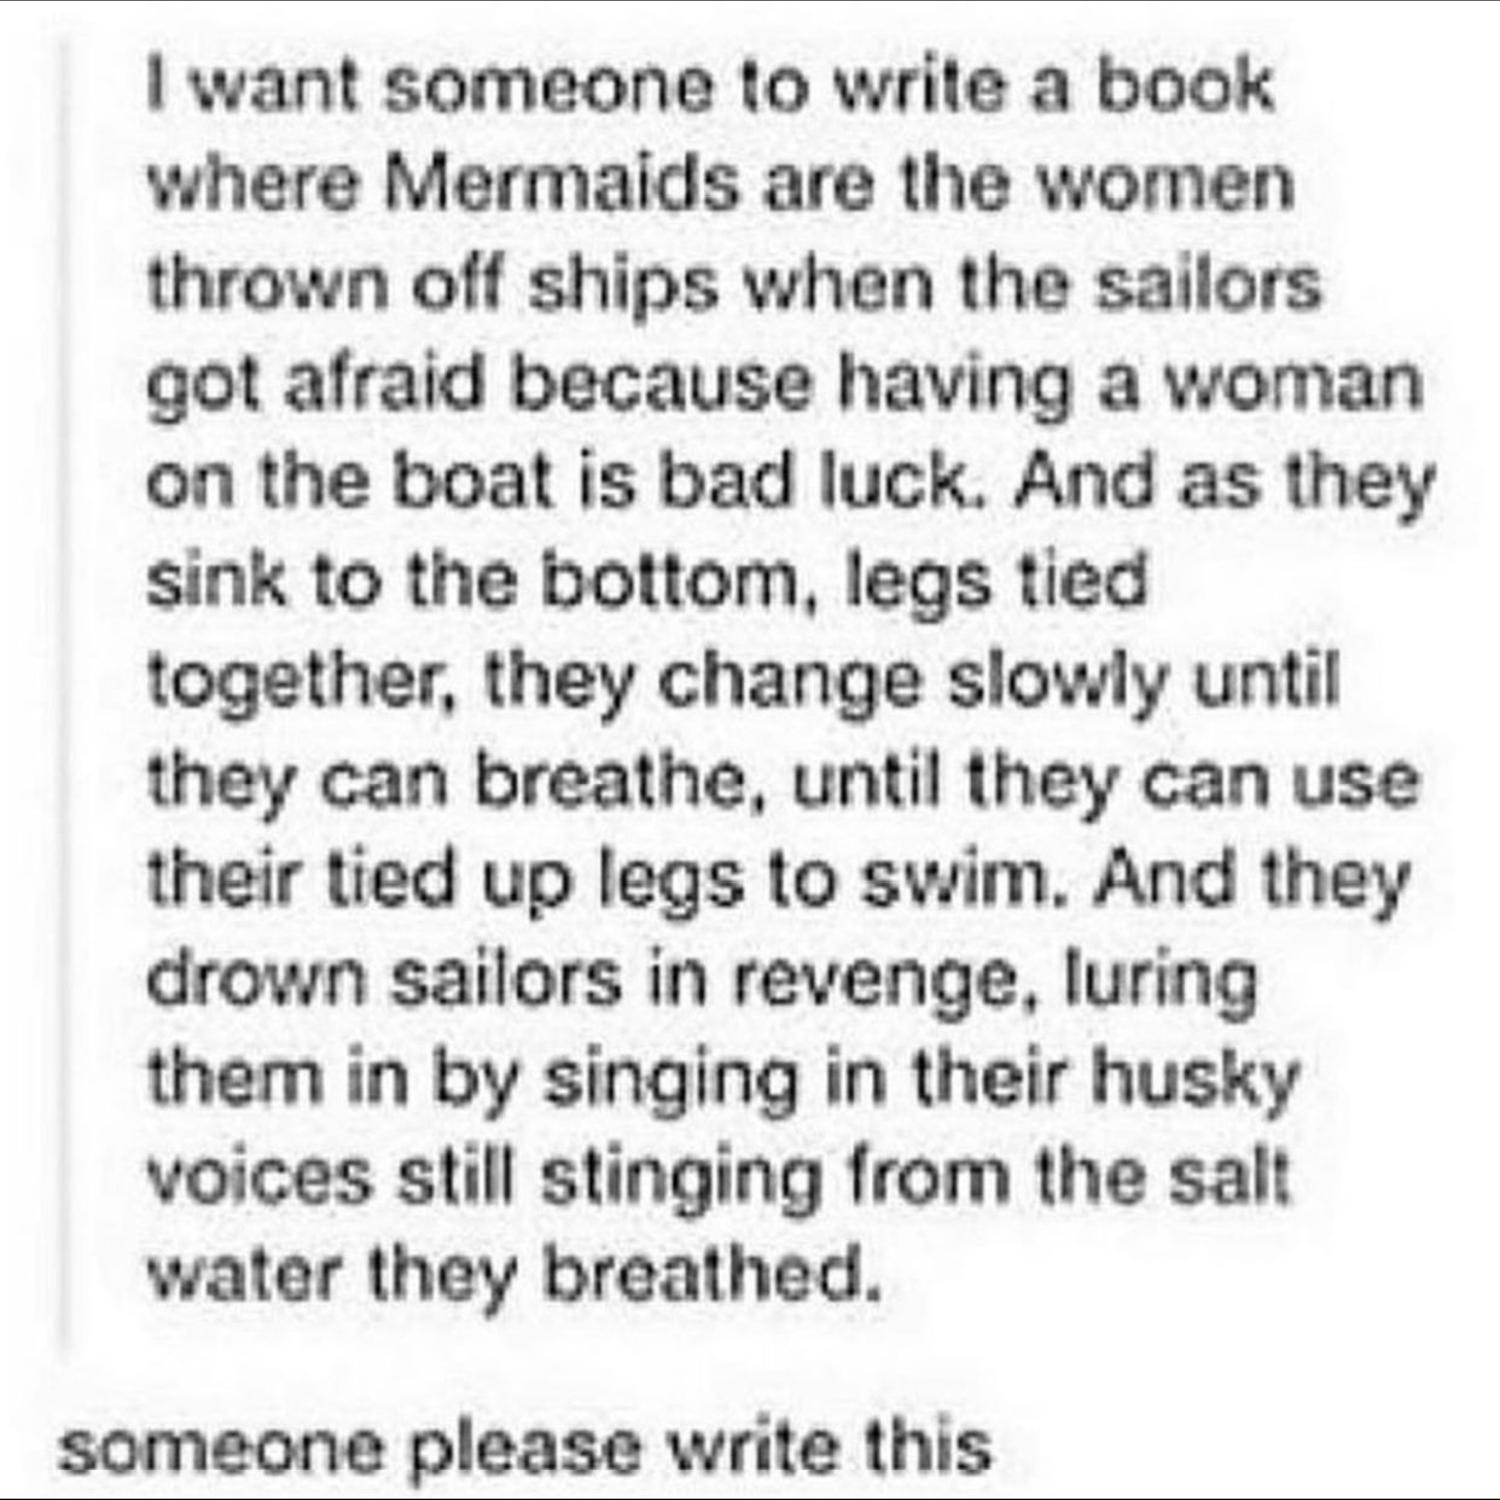 I want someone to write a book
where Mermaids are the women
thrown off ships when the sailors
got afraid because having a woman
on the boat is bad luck. And as they
sink to the bottom, legs tied
together, they change slowly until
they can breathe, until they can use
their tied up legs to swim. And they
drown sailors in revenge, luring
them in by singing in their husky
voices still stinging from the salt
water they breathed.
someone please write this